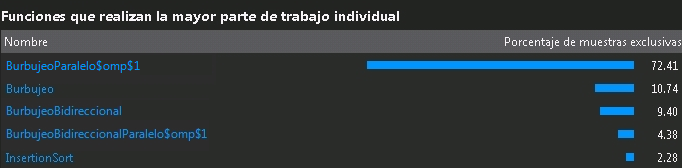 Funciones que realizan la mayor parte de trabajo individual
Nombre Porcentaje de muestras exclusivas
BurbujeoParalelo$omp$1 72.41
Burbujeo 10.74
BurbujeoBidireccional 9.40
BurbujeoBidireccionalParalelo$omp$1 4.38
InsertionSort 2.28